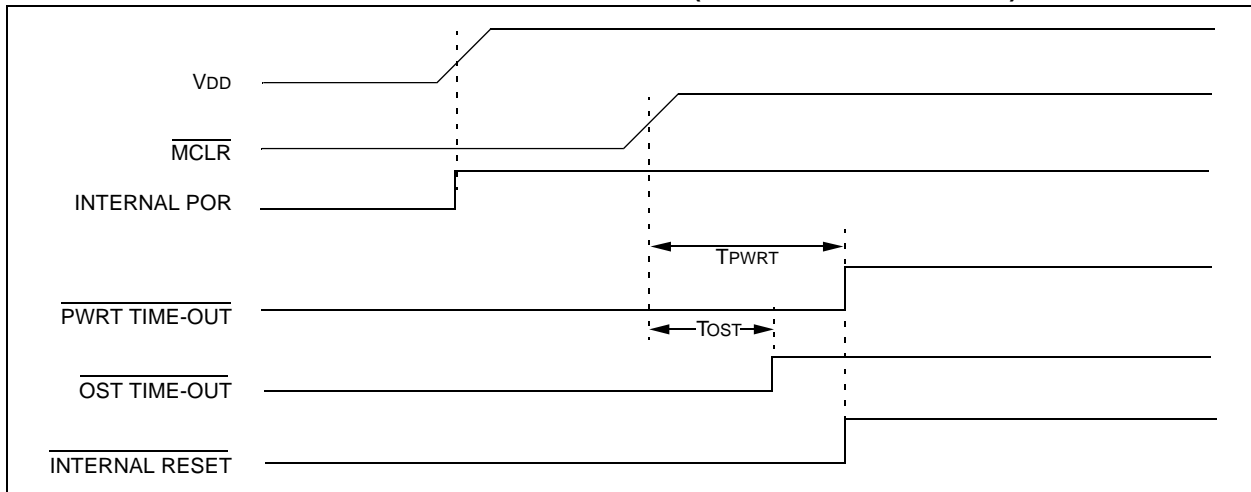 VDD
MCLR
INTERNAL POR
TPWRT
PWRT TIME-OUT
TOST
OST TIME-OUT
INTERNAL RESET